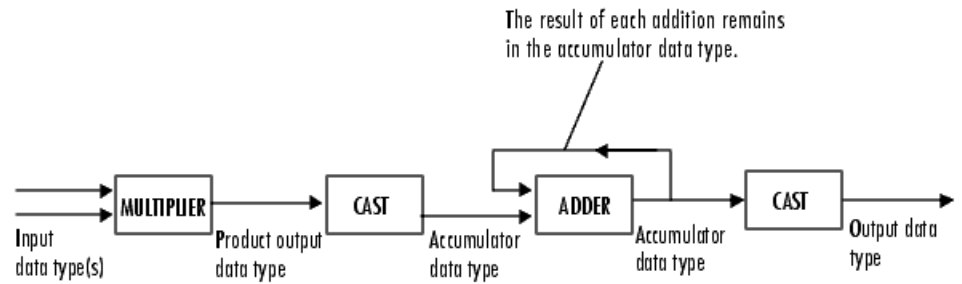 The result of each addition remains
in the accumulator data type.
MULTIPLIER
CAST
ADDER
CAST
Input
data type(s)
Product output
data type
Accumulator
data type
Accumulator
data type
Output data
type